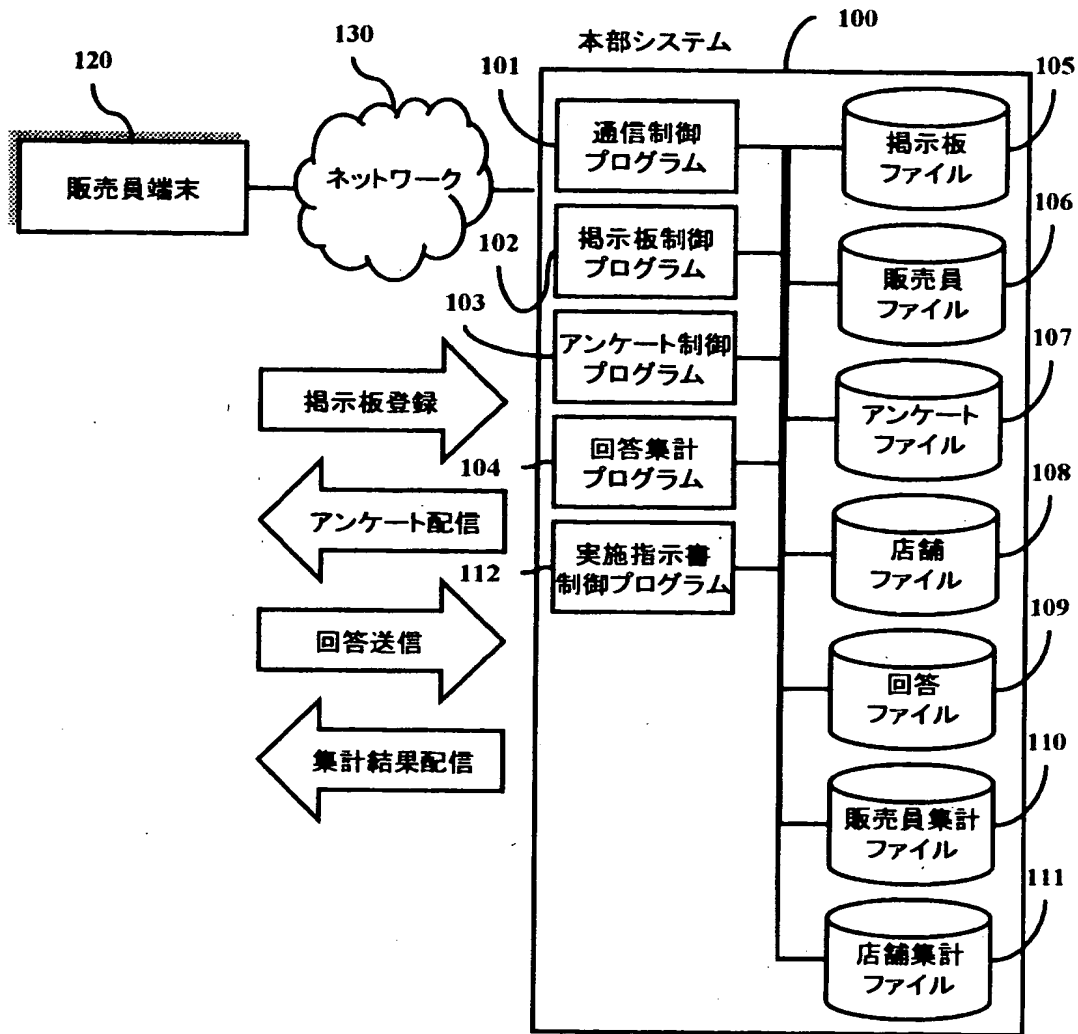 本部システム
100
130
120
101
105
通信制御
プログラム
掲示板
ファイル
販売員端末
ネットワーク
106
102
掲示板制御
プログラム
販売員
ファイル
103
107
アンケート制御
プログラム
アンケート
ファイル
掲示板登録
104
回答集計
プログラム
108
アンケート配信
店舗
ファイル
112
実施指示書
制御プログラム
109
回答送信
回答
ファイル
110
集計結果配信
販売員集計
ファイル
111
店舗集計
ファイル